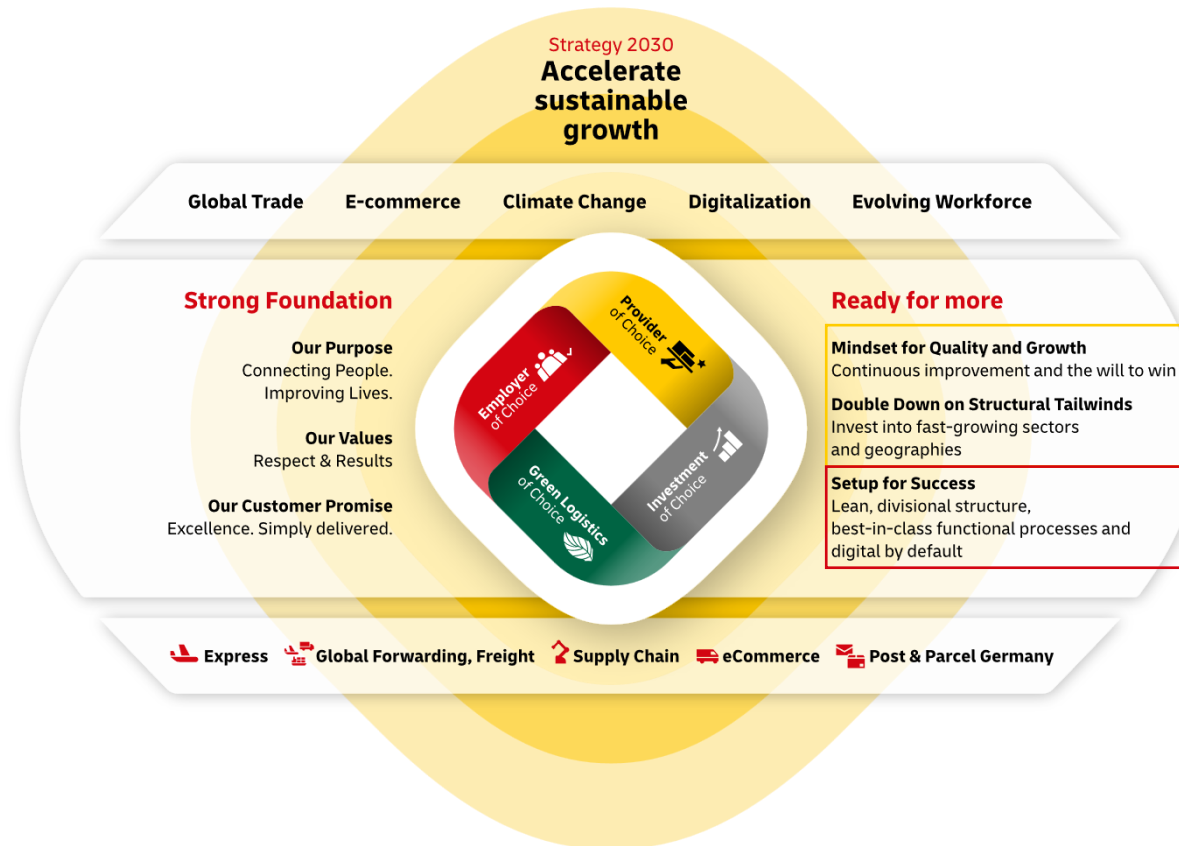 Strategy 2030
Accelerate
sustainable
growth
Global Trade
E-commerce
Climate Change
Digitalization
Evolving Workforce
Strong Foundation
Our Purpose
Connecting People.
Improving Lives.
Our Values
Respect & Results
Our Customer Promise
Excellence. Simply delivered.
Employer
of Choice
Provider
of Choice
Green Logistics
of Choice
Investment
of Choice
Ready for more
Mindset for Quality and Growth
Continuous improvement and the will to win
Double Down on Structural Tailwinds
Invest into fast-growing sectors
and geographies
Setup for Success
Lean, divisional structure,
best-in-class functional processes and
digital by default
Express
Global Forwarding, Freight
Supply Chain
eCommerce
Post & Parcel Germany